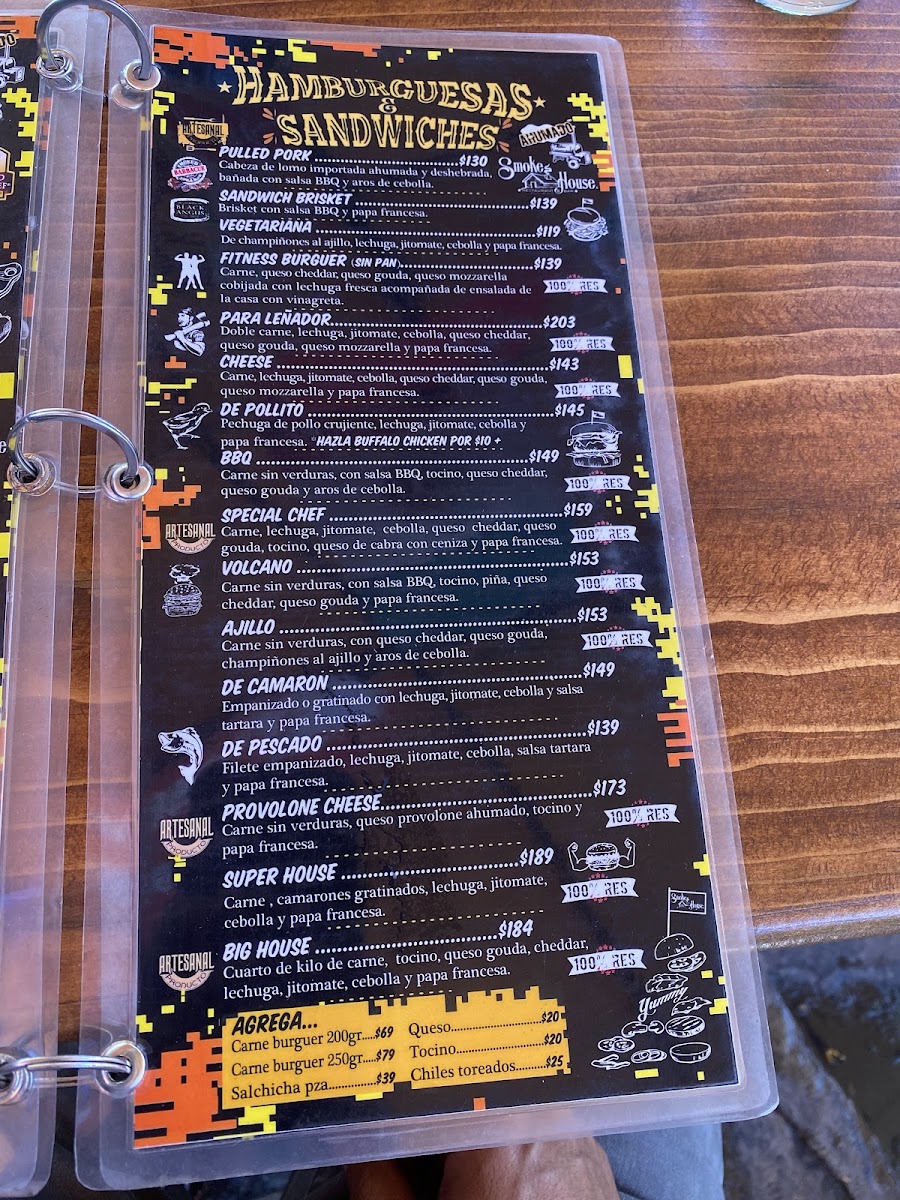 HAMBURGUESAS
&
SANDWICHES
ARTESANAL
AHUMADO
Smoke House.
BARBACUE
BLACK ANGUS
PULLED PORK ........ $130
Cabeza de lomo importada ahumada y deshebrada,
bañada con salsa BBQ y aros de cebolla.
SANDWICH BRISKET ........ $139
Brisket con salsa BBQ y papa francesa.
VEGETARIANA ........ $119
De champiñones al ajillo, lechuga, jitomate, cebolla y papa francesa.
FITNESS BURGUER (SIN PAN) ........ $139
Carne, queso cheddar, queso gouda, queso mozzarella
cobijada con lechuga fresca acompañada de ensalada de
la casa con vinagreta.
100% RES
PARA LEÑADOR ........ $203
Doble carne, lechuga, jitomate, cebolla, queso cheddar,
queso gouda, queso mozzarella y papa francesa.
100% RES
CHEESE ........ $143
Carne, lechuga, jitomate, cebolla, queso cheddar, queso gouda,
queso mozzarella y papa francesa.
100% RES
DE POLLITO ........ $145
Pechuga de pollo crujiente, lechuga, jitomate, cebolla y
papa francesa. *HAZLA BUFFALO CHICKEN POR $10 +
BBQ ........ $149
Carne sin verduras, con salsa BBQ, tocino, queso cheddar,
queso gouda y aros de cebolla.
100% RES
SPECIAL CHEF ........ $159
Carne, lechuga, jitomate, cebolla, queso cheddar, queso
gouda, tocino, queso de cabra con ceniza y papa francesa.
100% RES
ARTESANAL
PRODUCTO
VOLCANO ........ $153
Carne sin verduras, con salsa BBQ, tocino, piña, queso
cheddar, queso gouda y papa francesa.
100% RES
AJILLO ........ $153
Carne sin verduras, con queso cheddar, queso gouda,
champiñones al ajillo y aros de cebolla.
100% RES
DE CAMARON ........ $149
Empanizado o gratinado con lechuga, jitomate, cebolla y salsa
tartara y papa francesa.
DE PESCADO ........ $139
Filete empanizado, lechuga, jitomate, cebolla, salsa tartara
y papa francesa.
PROVOLONE CHEESE ........ $173
Carne sin verduras, queso provolone ahumado, tocino y
papa francesa.
100% RES
ARTESANAL
PRODUCTO
SUPER HOUSE ........ $189
Carne , camarones gratinados, lechuga, jitomate,
cebolla y papa francesa.
100% RES
BIG HOUSE ........ $184
Cuarto de kilo de carne, tocino, queso gouda, cheddar,
lechuga, jitomate, cebolla y papa francesa.
100% RES
ARTESANAL
PRODUCTO
Smoke House
Yummy
AGREGA...
Carne burguer 200gr.....$69
Carne burguer 250gr.....$79
Salchicha pza........$39
Queso........$20
Tocino........$20
Chiles toreados........$25